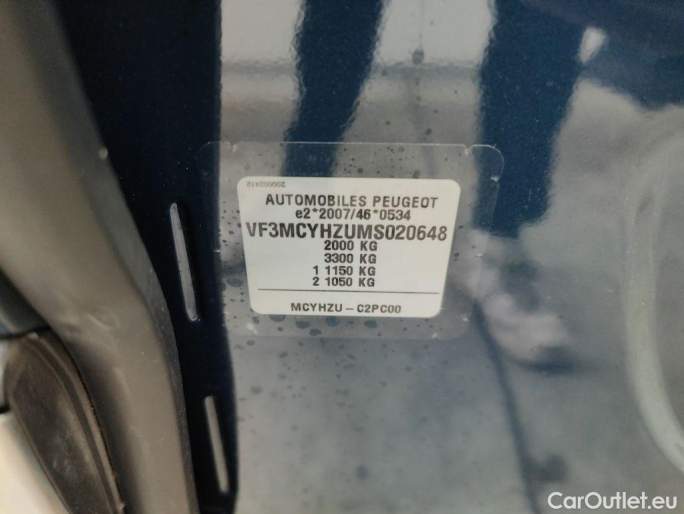 AUTOMOBILES PEUGEOT
e2*2007/46*0534
VF3MCYHZUMS020648
2000 KG
3300 KG
1 1150 KG
2 1050 KG
MCYHZU - C2PC00
CarOutlet.eu